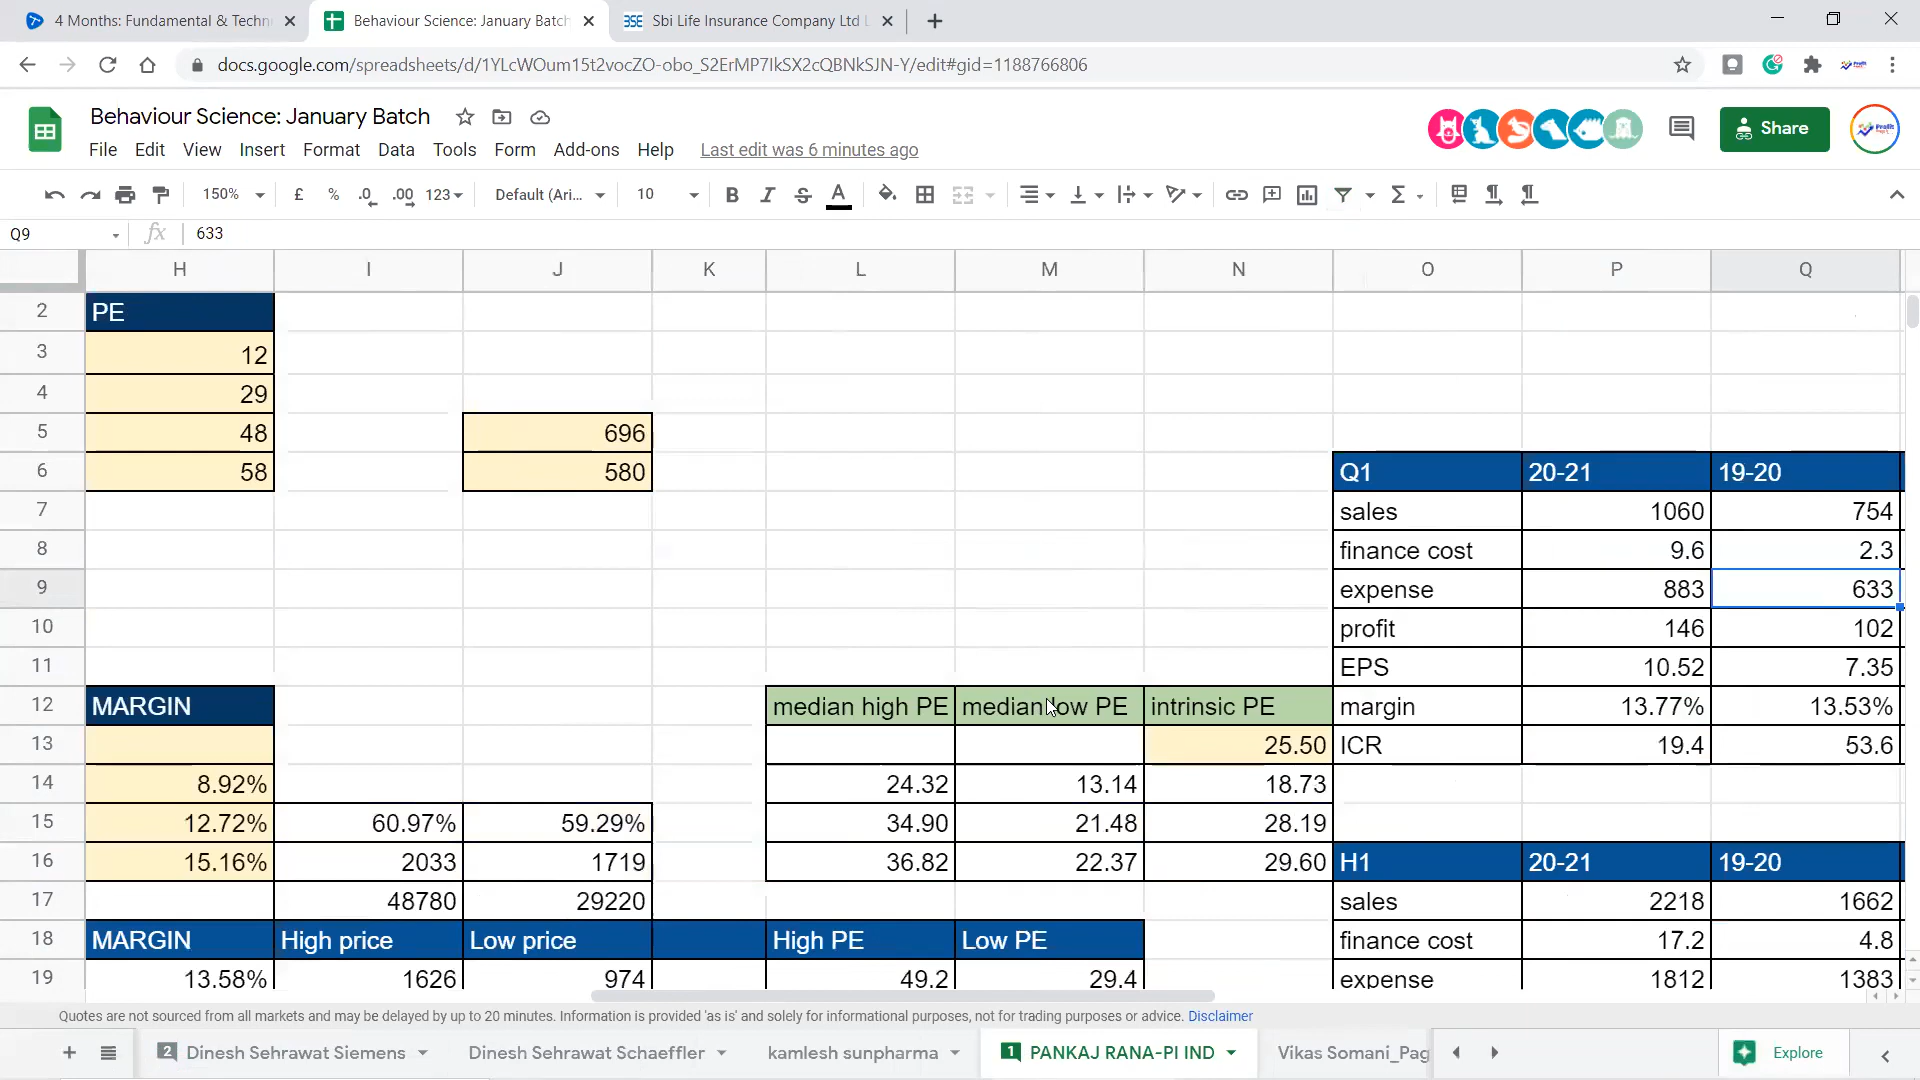 4 Months: Fundamental & Techn
Behaviour Science: January Batch
Sbi Life Insurance Company Ltd L
docs.google.com/spreadsheets/d/1YLcWOum15t2vocZO-obo_S2ErMP7IkSX2cQBNkSJN-Y/edit#gid=1188766806
Behaviour Science: January Batch
File Edit View Insert Format Data Tools Form Add-ons Help Last edit was 6 minutes ago
Share
150% £ % .0 .00 123 Default (Ari... 10
Q9 fx 633
H I J K L M N O P Q
2 PE
3 12
4 29
5 48 696
6 58 580 Q1 20-21 19-20
7 sales 1060 754
8 finance cost 9.6 2.3
9 expense 883 633
10 profit 146 102
11 EPS 10.52 7.35
12 MARGIN median high PE median low PE intrinsic PE margin 13.77% 13.53%
13 25.50 ICR 19.4 53.6
14 8.92% 24.32 13.14 18.73
15 12.72% 60.97% 59.29% 34.90 21.48 28.19
16 15.16% 2033 1719 36.82 22.37 29.60 H1 20-21 19-20
17 48780 29220 sales 2218 1662
18 MARGIN High price Low price High PE Low PE finance cost 17.2 4.8
19 13.58% 1626 974 49.2 29.4 expense 1812 1383
Quotes are not sourced from all markets and may be delayed by up to 20 minutes. Information is provided 'as is' and solely for informational purposes, not for trading purposes or advice. Disclaimer
2 Dinesh Sehrawat Siemens Dinesh Sehrawat Schaeffler kamlesh sunpharma 1 PANKAJ RANA-PI IND Vikas Somani_Pag Explore